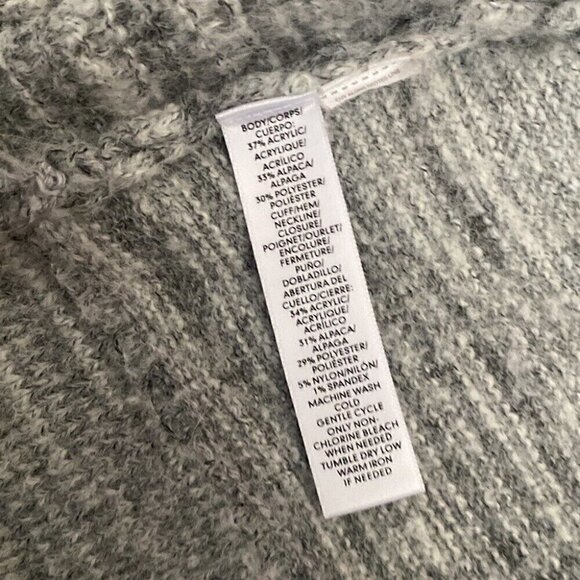 BODY/CORPS/
CUERPO:
37% ACRYLIC/
ACRYLIQUE/
ACRÍLICO
33% ALPACA/
ALPAGA
30% POLYESTER/
POLIÉSTER
CUFF/HEM/
NECKLINE/
CLOSURE/
POIGNET/OURLET/
ENCOLURE/
FERMETURE/
PUÑO/
DOBLADILLO/
ABERTURA DEL
CUELLO/CIERRE:
34% ACRYLIC/
ACRYLIQUE/
ACRÍLICO
31% ALPACA/
ALPAGA
29% POLYESTER/
POLIÉSTER
5% NYLON/NILÓN/
1% SPANDEX
MACHINE WASH
COLD
GENTLE CYCLE
ONLY NON-
CHLORINE BLEACH
WHEN NEEDED
TUMBLE DRY LOW
WARM IRON
IF NEEDED